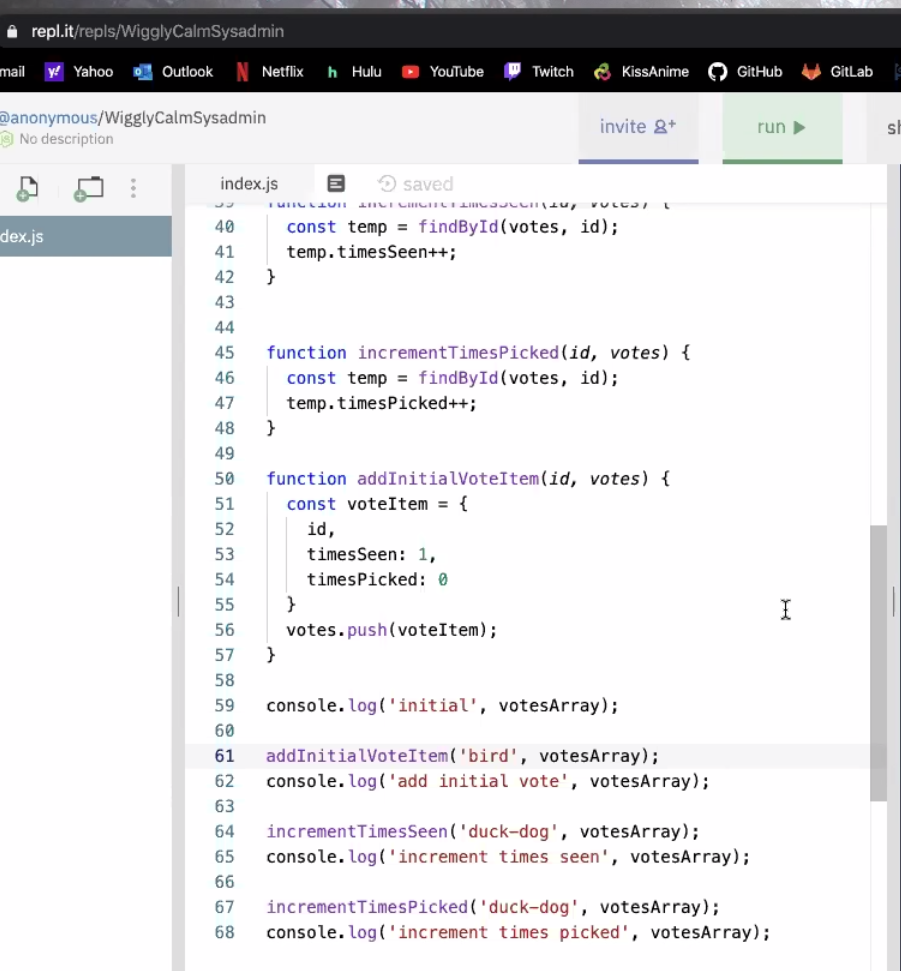 repl.it/repls/WigglyCalmSysadmin
mail Yahoo Outlook Netflix h Hulu YouTube Twitch KissAnime GitHub GitLab
@anonymous/WigglyCalmSysadmin
No description
invite
run
sh
index.js
saved
dex.js
39 function incrementTimesSeen(id, votes) {
40 const temp = findById(votes, id);
41 temp.timesSeen++;
42 }
43
44
45 function incrementTimesPicked(id, votes) {
46 const temp = findById(votes, id);
47 temp.timesPicked++;
48 }
49
50 function addInitialVoteItem(id, votes) {
51 const voteItem = {
52 id,
53 timesSeen: 1,
54 timesPicked: 0
55 }
56 votes.push(voteItem);
57 }
58
59 console.log('initial', votesArray);
60
61 addInitialVoteItem('bird', votesArray);
62 console.log('add initial vote', votesArray);
63
64 incrementTimesSeen('duck-dog', votesArray);
65 console.log('increment times seen', votesArray);
66
67 incrementTimesPicked('duck-dog', votesArray);
68 console.log('increment times picked', votesArray);